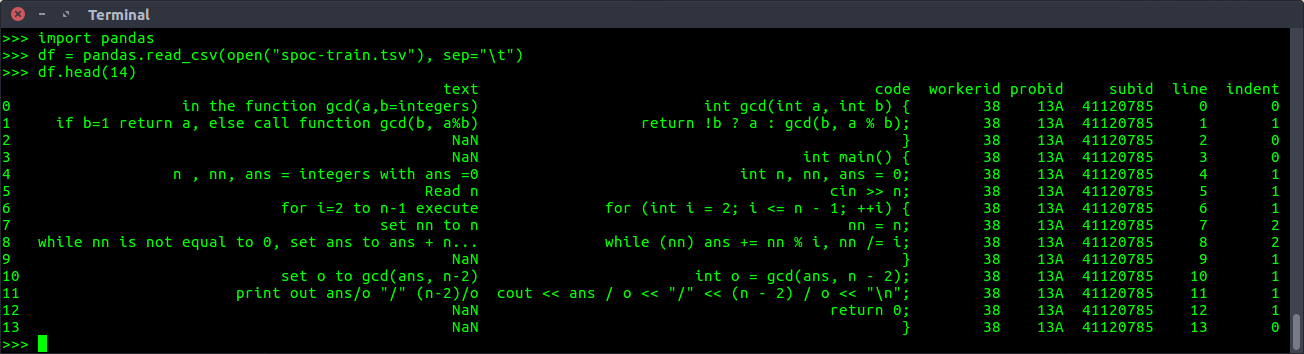 Terminal
>>> import pandas
>>> df = pandas.read_csv(open("spoc-train.tsv"), sep="\t")
>>> df.head(14)
text code workerid probid subid line indent
0 in the function gcd(a,b=integers) int gcd(int a, int b) { 38 13A 41120785 0 0
1 if b=1 return a, else call function gcd(b, a%b) return !b ? a : gcd(b, a % b); 38 13A 41120785 1 1
2 NaN } 38 13A 41120785 2 0
3 NaN int main() { 38 13A 41120785 3 0
4 n , nn, ans = integers with ans =0 int n, nn, ans = 0; 38 13A 41120785 4 1
5 Read n cin >> n; 38 13A 41120785 5 1
6 for i=2 to n-1 execute for (int i = 2; i <= n - 1; ++i) { 38 13A 41120785 6 1
7 set nn to n nn = n; 38 13A 41120785 7 2
8 while nn is not equal to 0, set ans to ans + n... while (nn) ans += nn % i, nn /= i; 38 13A 41120785 8 2
9 NaN } 38 13A 41120785 9 1
10 set o to gcd(ans, n-2) int o = gcd(ans, n - 2); 38 13A 41120785 10 1
11 print out ans/o "/" (n-2)/o cout << ans / o << "/" << (n - 2) / o << "\n"; 38 13A 41120785 11 1
12 NaN return 0; 38 13A 41120785 12 1
13 NaN } 38 13A 41120785 13 0
>>>